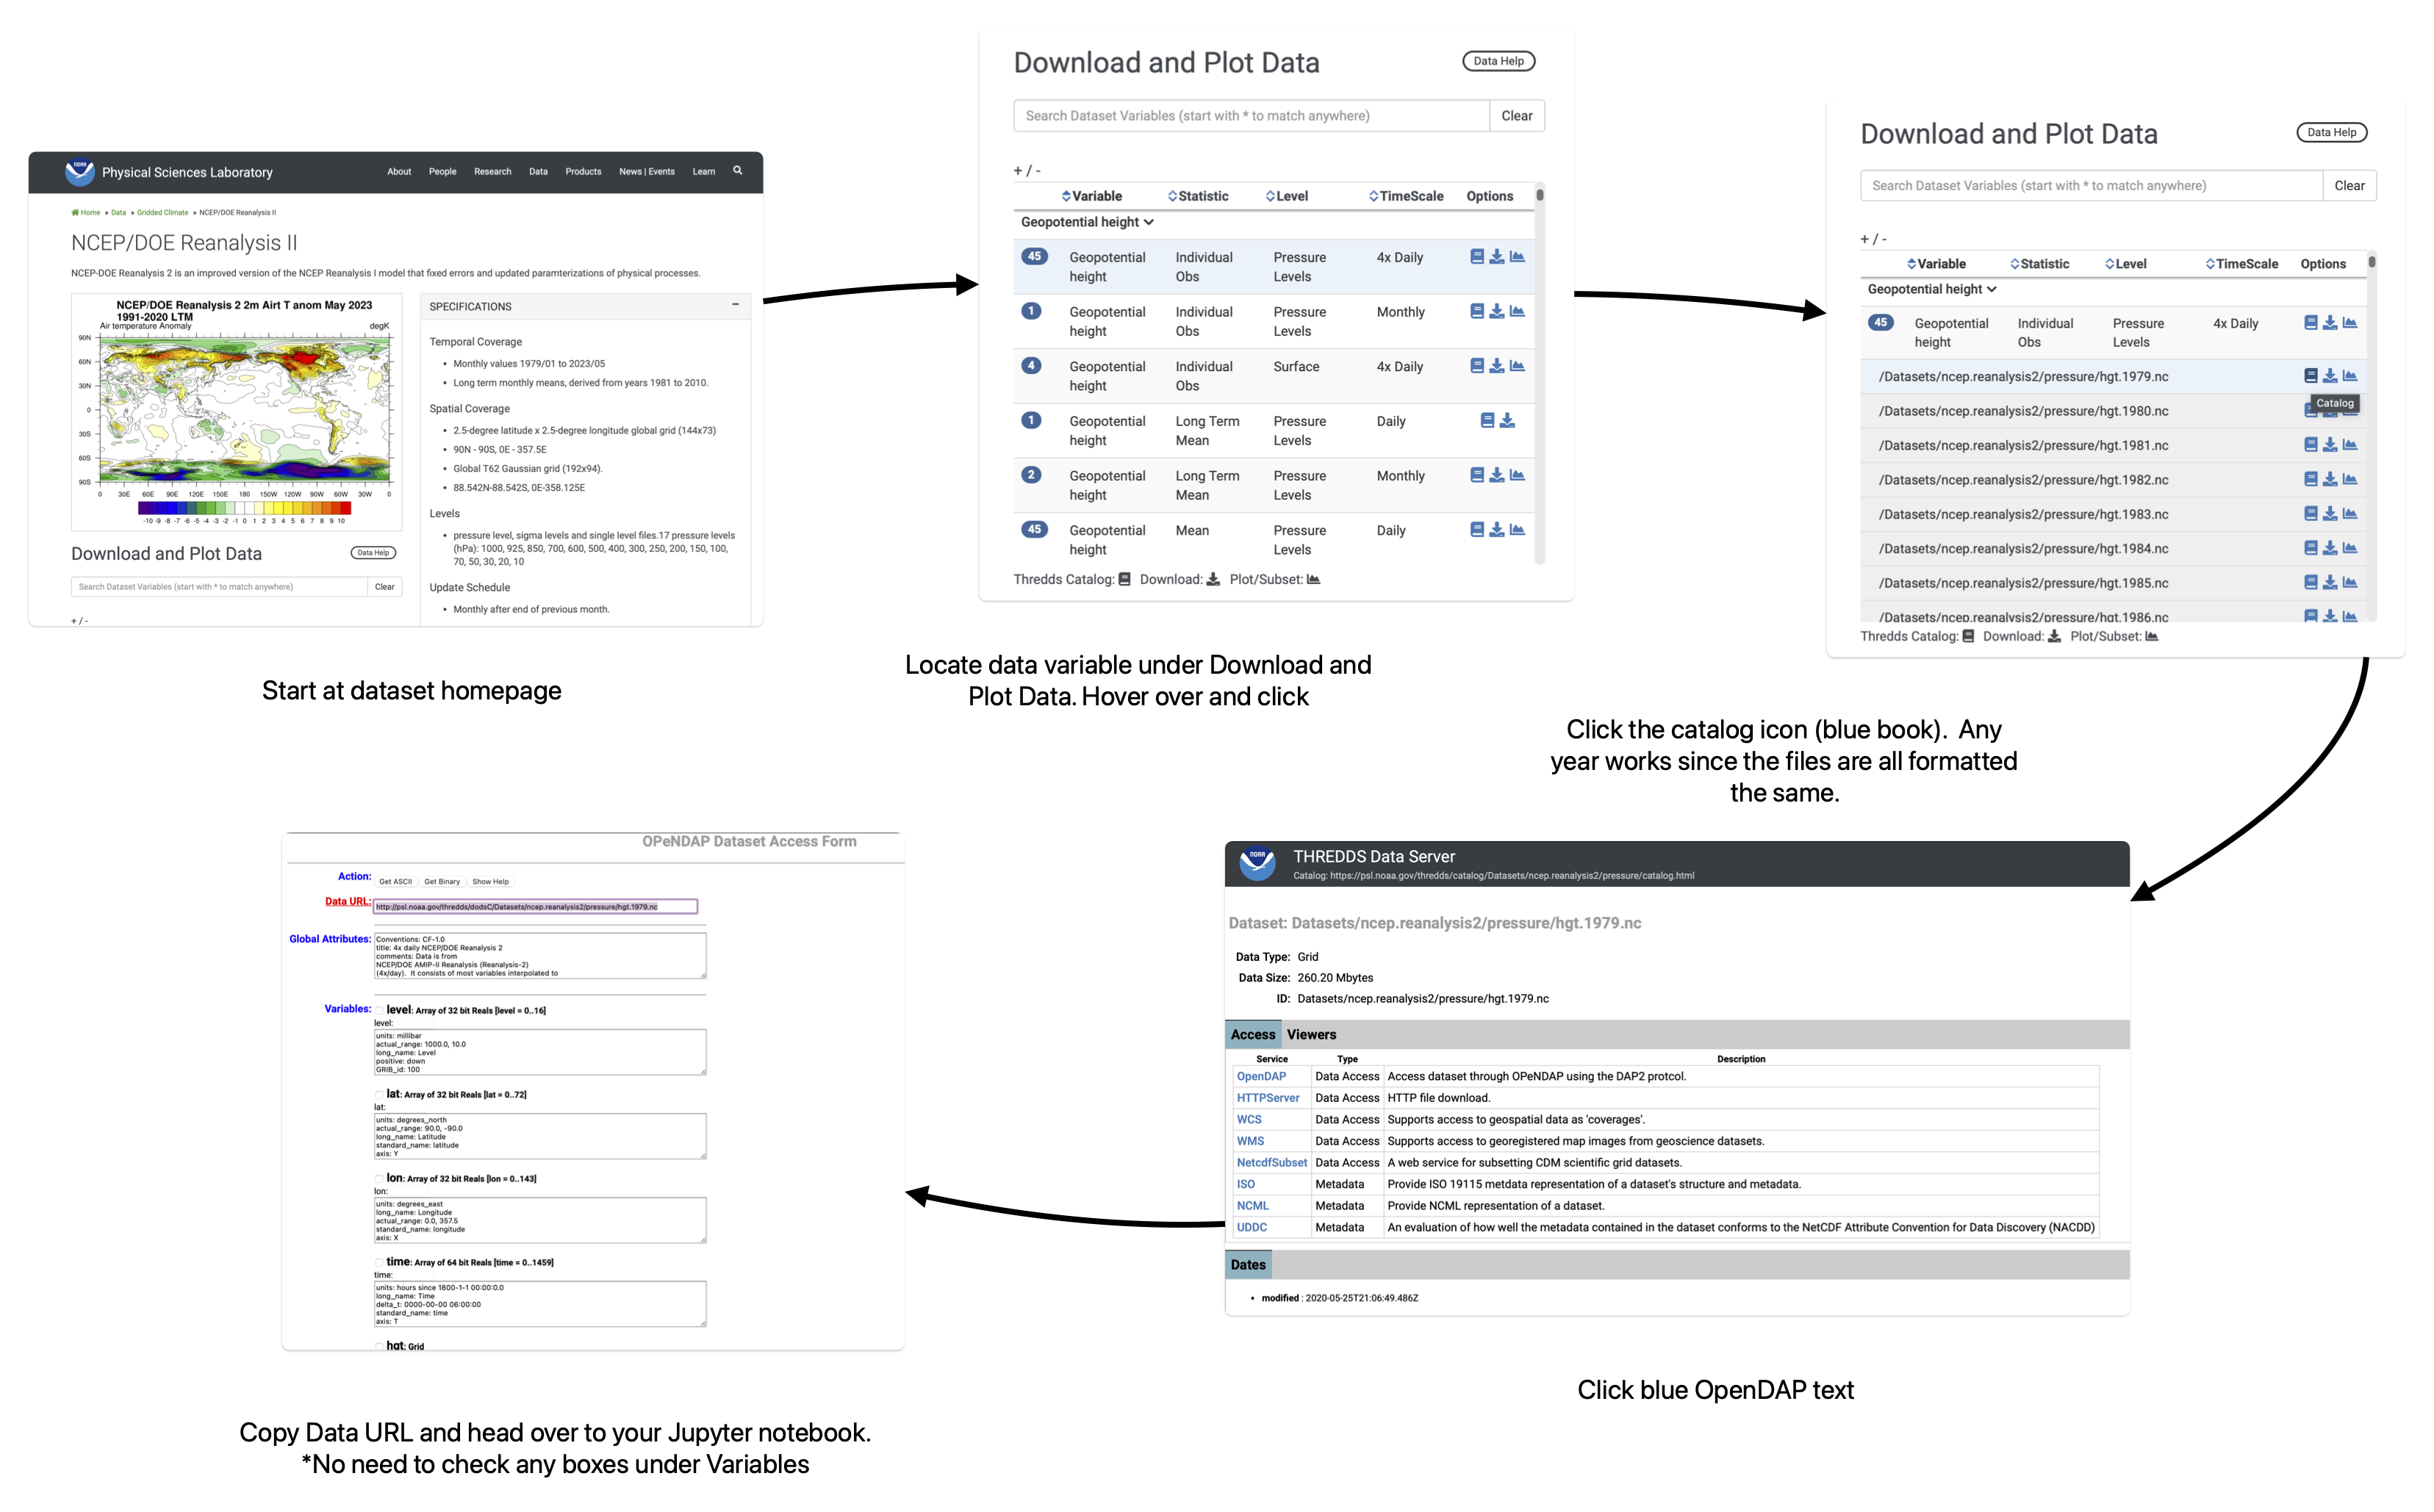 NOAA
Physical Sciences Laboratory
About People Research Data Products News | Events Learn
Home » Data » Gridded Climate » NCEP/DOE Reanalysis II
NCEP/DOE Reanalysis II
NCEP-DOE Reanalysis 2 is an improved version of the NCEP Reanalysis I model that fixed errors and updated paramterizations of physical processes.
NCEP/DOE Reanalysis 2 2m Airt T anom May 2023
1991-2020 LTM
Air temperature Anomaly degK
90N
60N
30N
0
30S
60S
90S
0 30E 60E 90E 120E 150E 180 150W 120W 90W 60W 30W 0
-10 -9 -8 -7 -6 -5 -4 -3 -2 -1 0 1 2 3 4 5 6 7 8 9 10
Download and Plot Data Data Help
Search Dataset Variables (start with * to match anywhere) Clear
+ / -
SPECIFICATIONS −
Temporal Coverage
• Monthly values 1979/01 to 2023/05
• Long term monthly means, derived from years 1981 to 2010.
Spatial Coverage
• 2.5-degree latitude x 2.5-degree longitude global grid (144x73)
• 90N - 90S, 0E - 357.5E
• Global T62 Gaussian grid (192x94).
• 88.542N-88.542S, 0E-358.125E
Levels
• pressure level, sigma levels and single level files.17 pressure levels
(hPa): 1000, 925, 850, 700, 600, 500, 400, 300, 250, 200, 150, 100,
70, 50, 30, 20, 10
Update Schedule
• Monthly after end of previous month.
Start at dataset homepage
Download and Plot Data Data Help
Search Dataset Variables (start with * to match anywhere) Clear
+ / -
Variable Statistic Level TimeScale Options
Geopotential height
45 Geopotential Individual Pressure 4x Daily
height Obs Levels
1 Geopotential Individual Pressure Monthly
height Obs Levels
4 Geopotential Individual Surface 4x Daily
height Obs
1 Geopotential Long Term Pressure Daily
height Mean Levels
2 Geopotential Long Term Pressure Monthly
height Mean Levels
45 Geopotential Mean Pressure Daily
height Levels
Thredds Catalog: Download: Plot/Subset:
Locate data variable under Download and
Plot Data. Hover over and click
Download and Plot Data Data Help
Search Dataset Variables (start with * to match anywhere) Clear
+ / -
Variable Statistic Level TimeScale Options
Geopotential height
45 Geopotential Individual Pressure 4x Daily
height Obs Levels
/Datasets/ncep.reanalysis2/pressure/hgt.1979.nc
Catalog
/Datasets/ncep.reanalysis2/pressure/hgt.1980.nc
/Datasets/ncep.reanalysis2/pressure/hgt.1981.nc
/Datasets/ncep.reanalysis2/pressure/hgt.1982.nc
/Datasets/ncep.reanalysis2/pressure/hgt.1983.nc
/Datasets/ncep.reanalysis2/pressure/hgt.1984.nc
/Datasets/ncep.reanalysis2/pressure/hgt.1985.nc
/Datasets/ncep.reanalysis2/pressure/hgt.1986.nc
Thredds Catalog: Download: Plot/Subset:
Click the catalog icon (blue book). Any
year works since the files are all formatted
the same.
NOAA
THREDDS Data Server
Catalog: https://psl.noaa.gov/thredds/catalog/Datasets/ncep.reanalysis2/pressure/catalog.html
Dataset: Datasets/ncep.reanalysis2/pressure/hgt.1979.nc
Data Type: Grid
Data Size: 260.20 Mbytes
ID: Datasets/ncep.reanalysis2/pressure/hgt.1979.nc
Access Viewers
Service Type Description
OpenDAP Data Access Access dataset through OPeNDAP using the DAP2 protcol.
HTTPServer Data Access HTTP file download.
WCS Data Access Supports access to geospatial data as 'coverages'.
WMS Data Access Supports access to georegistered map images from geoscience datasets.
NetcdfSubset Data Access A web service for subsetting CDM scientific grid datasets.
ISO Metadata Provide ISO 19115 metdata representation of a dataset's structure and metadata.
NCML Metadata Provide NCML representation of a dataset.
UDDC Metadata An evaluation of how well the metadata contained in the dataset conforms to the NetCDF Attribute Convention for Data Discovery (NACDD)
Dates
• modified : 2020-05-25T21:06:49.486Z
Click blue OpenDAP text
OPeNDAP Dataset Access Form
Action: Get ASCII Get Binary Show Help
Data URL: http://psl.noaa.gov/thredds/dodsC/Datasets/ncep.reanalysis2/pressure/hgt.1979.nc
Global Attributes: Conventions: CF-1.0
title: 4x daily NCEP/DOE Reanalysis 2
comments: Data is from
NCEP/DOE AMIP-II Reanalysis (Reanalysis-2)
(4x/day). It consists of most variables interpolated to
Variables: level: Array of 32 bit Reals [level = 0..16]
level:
units: millibar
actual_range: 1000.0, 10.0
long_name: Level
positive: down
GRIB_id: 100
lat: Array of 32 bit Reals [lat = 0..72]
lat:
units: degrees_north
actual_range: 90.0, -90.0
long_name: Latitude
standard_name: latitude
axis: Y
lon: Array of 32 bit Reals [lon = 0..143]
lon:
units: degrees_east
long_name: Longitude
actual_range: 0.0, 357.5
standard_name: longitude
axis: X
time: Array of 64 bit Reals [time = 0..1459]
time:
units: hours since 1800-1-1 00:00:0.0
long_name: Time
delta_t: 0000-00-00 06:00:00
standard_name: time
axis: T
hgt: Grid
Copy Data URL and head over to your Jupyter notebook.
*No need to check any boxes under Variables